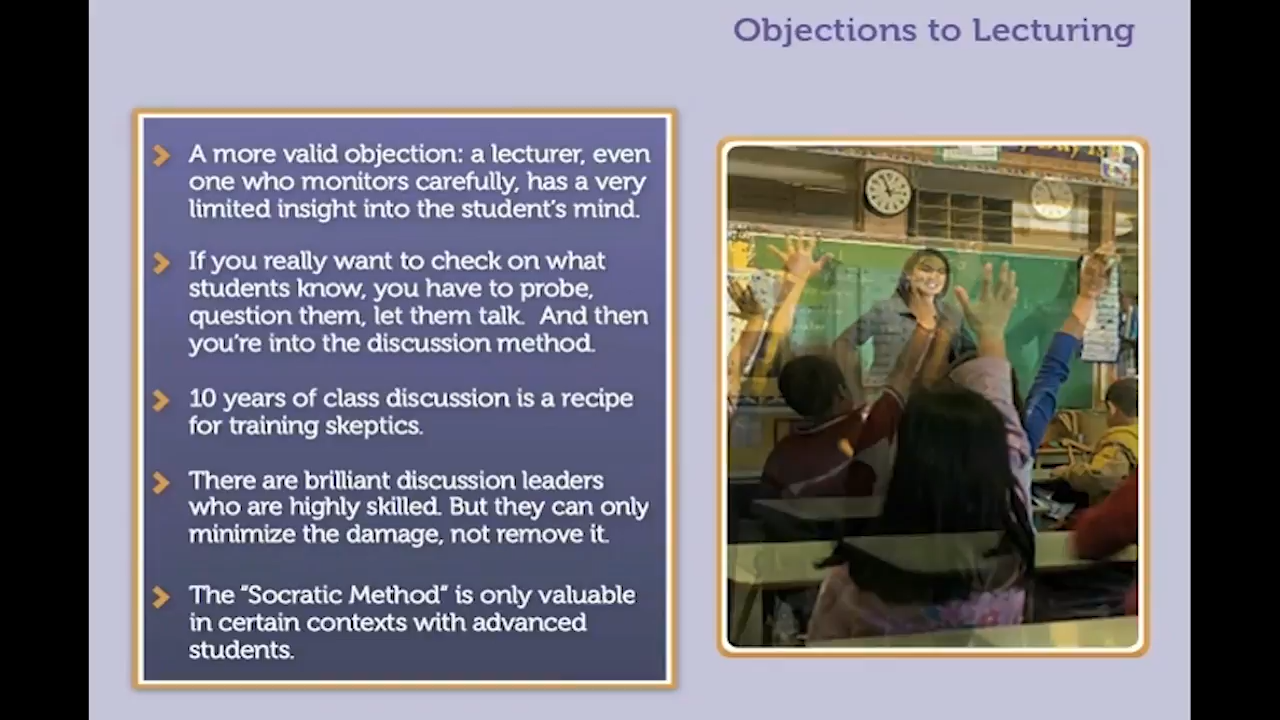 Objections to Lecturing
A more valid objection: a lecturer, even
one who monitors carefully, has a very
limited insight into the student's mind.
If you really want to check on what
students know, you have to probe,
question them, let them talk.  And then
you're into the discussion method.
10 years of class discussion is a recipe
for training skeptics.
There are brilliant discussion leaders
who are highly skilled. But they can only
minimize the damage, not remove it.
The “Socratic Method” is only valuable
in certain contexts with advanced
students.